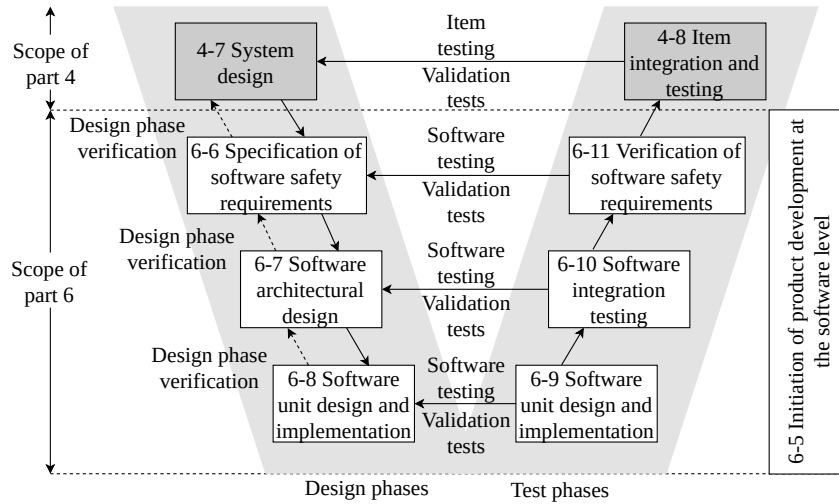 Scope of
part 4
4-7 System
design
Item
testing
Validation
tests
4-8 Item
integration and
testing
Design phase
verification
6-6 Specification of
software safety
requirements
Software
testing
Validation
tests
6-11 Verification of
software safety
requirements
Scope of
part 6
Design phase
verification
6-7 Software
architectural
design
Software
testing
Validation
tests
6-10 Software
integration
testing
Design phase
verification
6-8 Software
unit design and
implementation
Software
testing
Validation
tests
6-9 Software
unit design and
implementation
6-5 Initiation of product development at
the software level
Design phases
Test phases